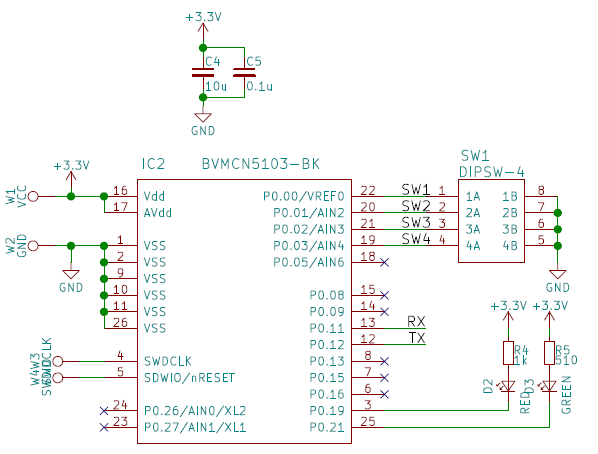 +3.3V
C4 C5
10u 0.1u
GND
IC2 BVMCN5103-BK
SW1
DIPSW-4
+3.3V
W1
VCC
16 Vdd
17 AVdd
W2
GND
1 VSS
2 VSS
9 VSS
10 VSS
11 VSS
26 VSS
GND
4 SWDCLK
5 SDWIO/nRESET
W3
SWDCLK
W4
24 P0.26/AIN0/XL2
23 P0.27/AIN1/XL1
P0.00/VREF0 22 SW1 1 1A 1B 8
P0.01/AIN2 20 SW2 2 2A 2B 7
P0.02/AIN3 21 SW3 3 3A 3B 6
P0.03/AIN4 19 SW4 4 4A 4B 5
P0.05/AIN6 18
GND
P0.08 15
P0.09 14
P0.11 13 RX
P0.12 12 TX
P0.13 8
P0.15 7
P0.16 6
P0.19 3
P0.21 25
+3.3V +3.3V
R4 R5
1k 510
D2 RED
D3 GREEN